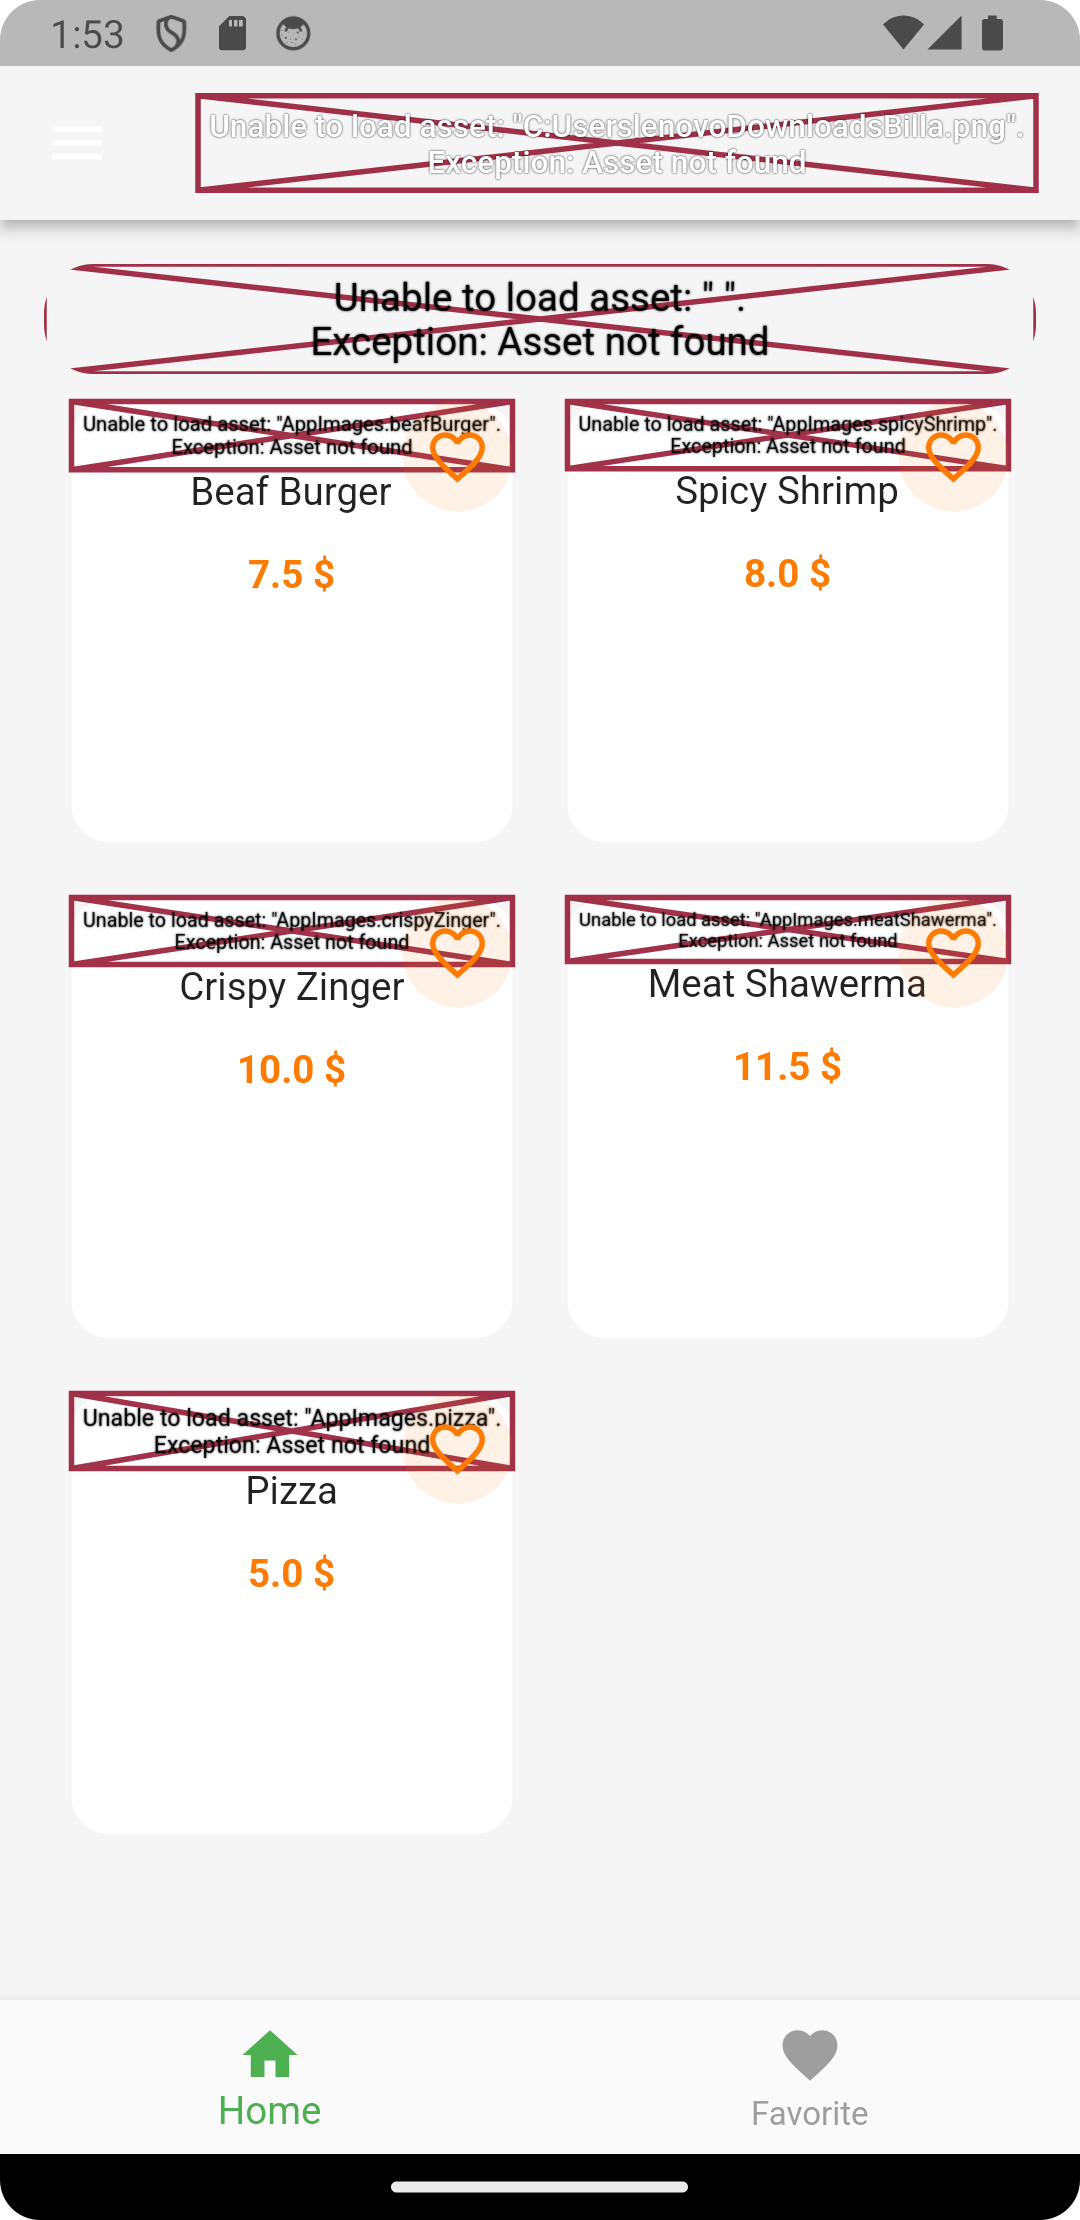 1:53
Unable to load asset: "C:UserslenovoDownloadsBilla.png".
Exception: Asset not found
Unable to load asset: " ".
Exception: Asset not found
Unable to load asset: "AppImages.beafBurger".
Exception: Asset not found
Beaf Burger
7.5 $
Unable to load asset: "AppImages.spicyShrimp".
Exception: Asset not found
Spicy Shrimp
8.0 $
Unable to load asset: "AppImages.crispyZinger".
Exception: Asset not found
Crispy Zinger
10.0 $
Unable to load asset: "AppImages.meatShawerma".
Exception: Asset not found
Meat Shawerma
11.5 $
Unable to load asset: "AppImages.pizza".
Exception: Asset not found
Pizza
5.0 $
Home
Favorite